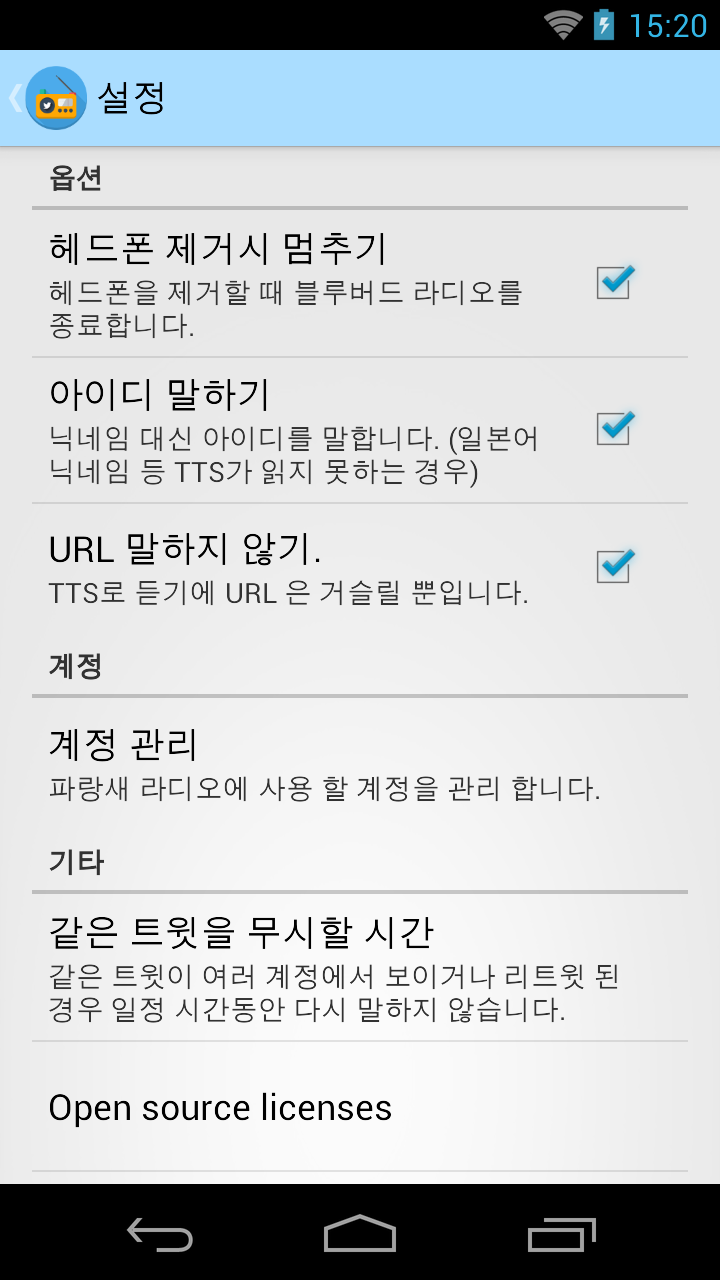 15:20
설정
옵션
헤드폰 제거시 멈추기
헤드폰을 제거할 때 블루버드 라디오를
종료합니다.
아이디 말하기
닉네임 대신 아이디를 말합니다. (일본어
닉네임 등 TTS가 읽지 못하는 경우)
URL 말하지 않기.
TTS로 듣기에 URL 은 거슬릴 뿐입니다.
계정
계정 관리
파랑새 라디오에 사용 할 계정을 관리 합니다.
기타
같은 트윗을 무시할 시간
같은 트윗이 여러 계정에서 보이거나 리트윗 된
경우 일정 시간동안 다시 말하지 않습니다.
Open source licenses